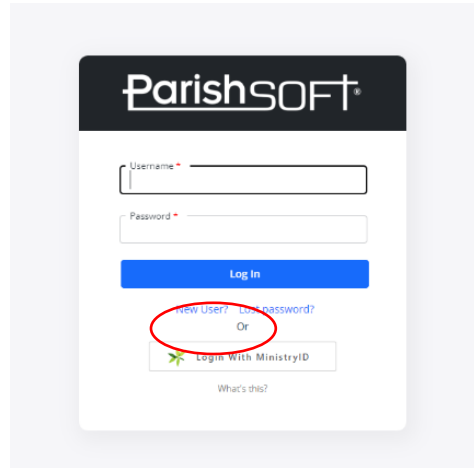 ParishSOFT®
Username *
Password *
Log In
New User? Lost password?
Or
Login With MinistryID
What's this?